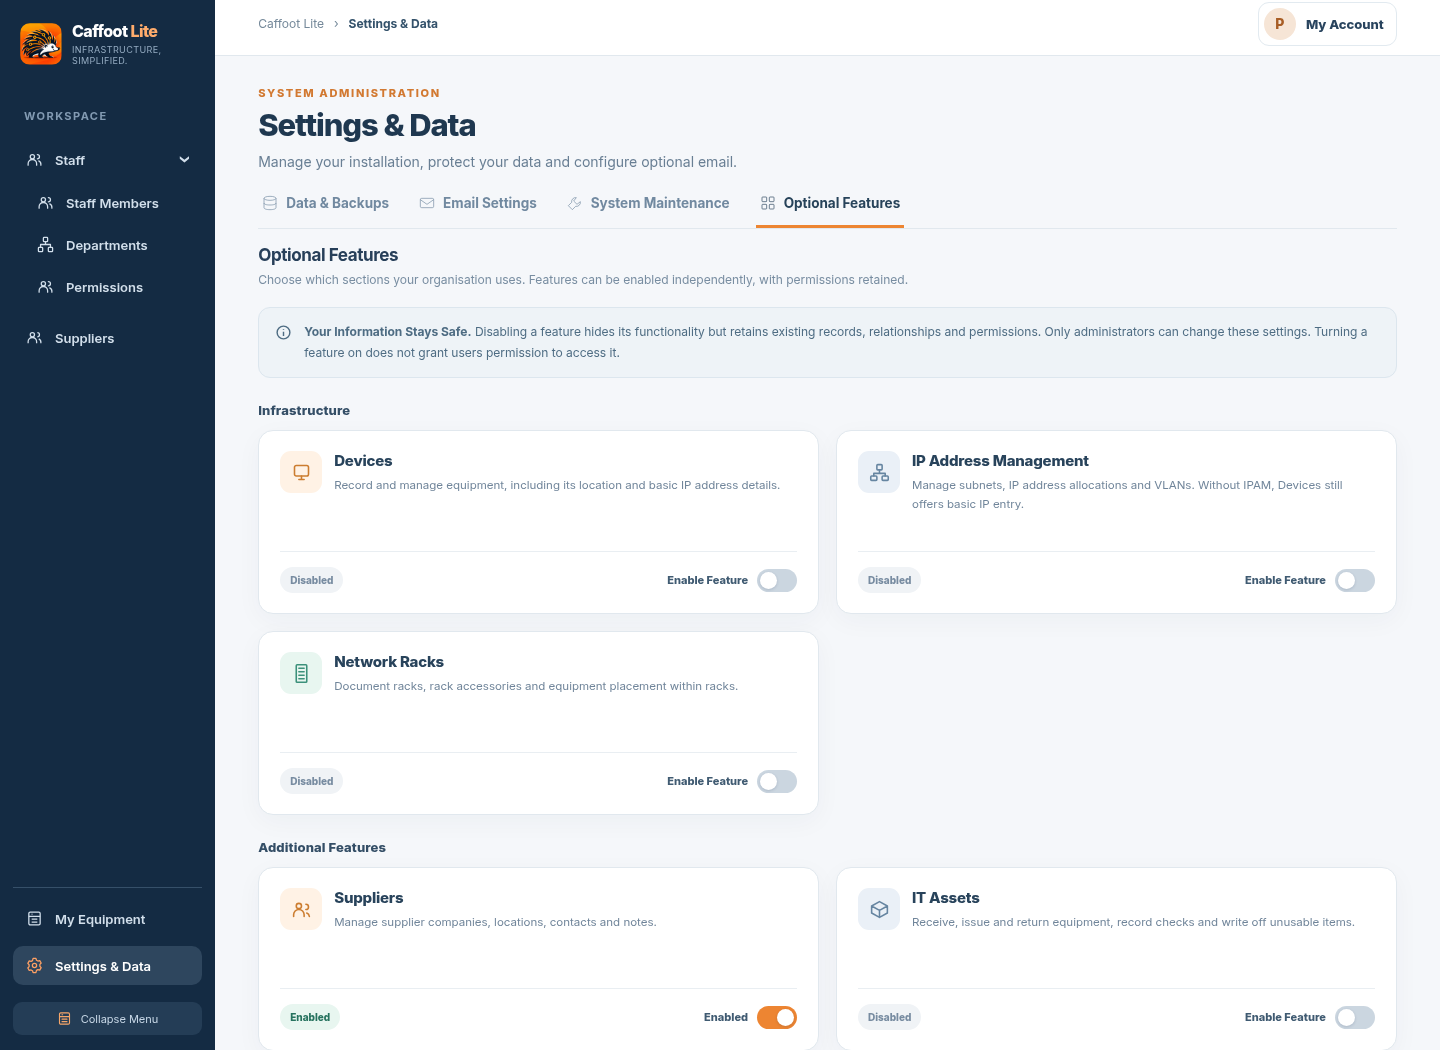 Caffoot Lite
INFRASTRUCTURE,
SIMPLIFIED.
WORKSPACE
Staff
Staff Members
Departments
Permissions
Suppliers
My Equipment
Settings & Data
Collapse Menu
Caffoot Lite › Settings & Data
P My Account
SYSTEM ADMINISTRATION
Settings & Data
Manage your installation, protect your data and configure optional email.
Data & Backups Email Settings System Maintenance Optional Features
Optional Features
Choose which sections your organisation uses. Features can be enabled independently, with permissions retained.
Your Information Stays Safe. Disabling a feature hides its functionality but retains existing records, relationships and permissions. Only administrators can change these settings. Turning a
feature on does not grant users permission to access it.
Infrastructure
Devices
Record and manage equipment, including its location and basic IP address details.
Disabled Enable Feature
IP Address Management
Manage subnets, IP address allocations and VLANs. Without IPAM, Devices still
offers basic IP entry.
Disabled Enable Feature
Network Racks
Document racks, rack accessories and equipment placement within racks.
Disabled Enable Feature
Additional Features
Suppliers
Manage supplier companies, locations, contacts and notes.
Enabled Enabled
IT Assets
Receive, issue and return equipment, record checks and write off unusable items.
Disabled Enable Feature